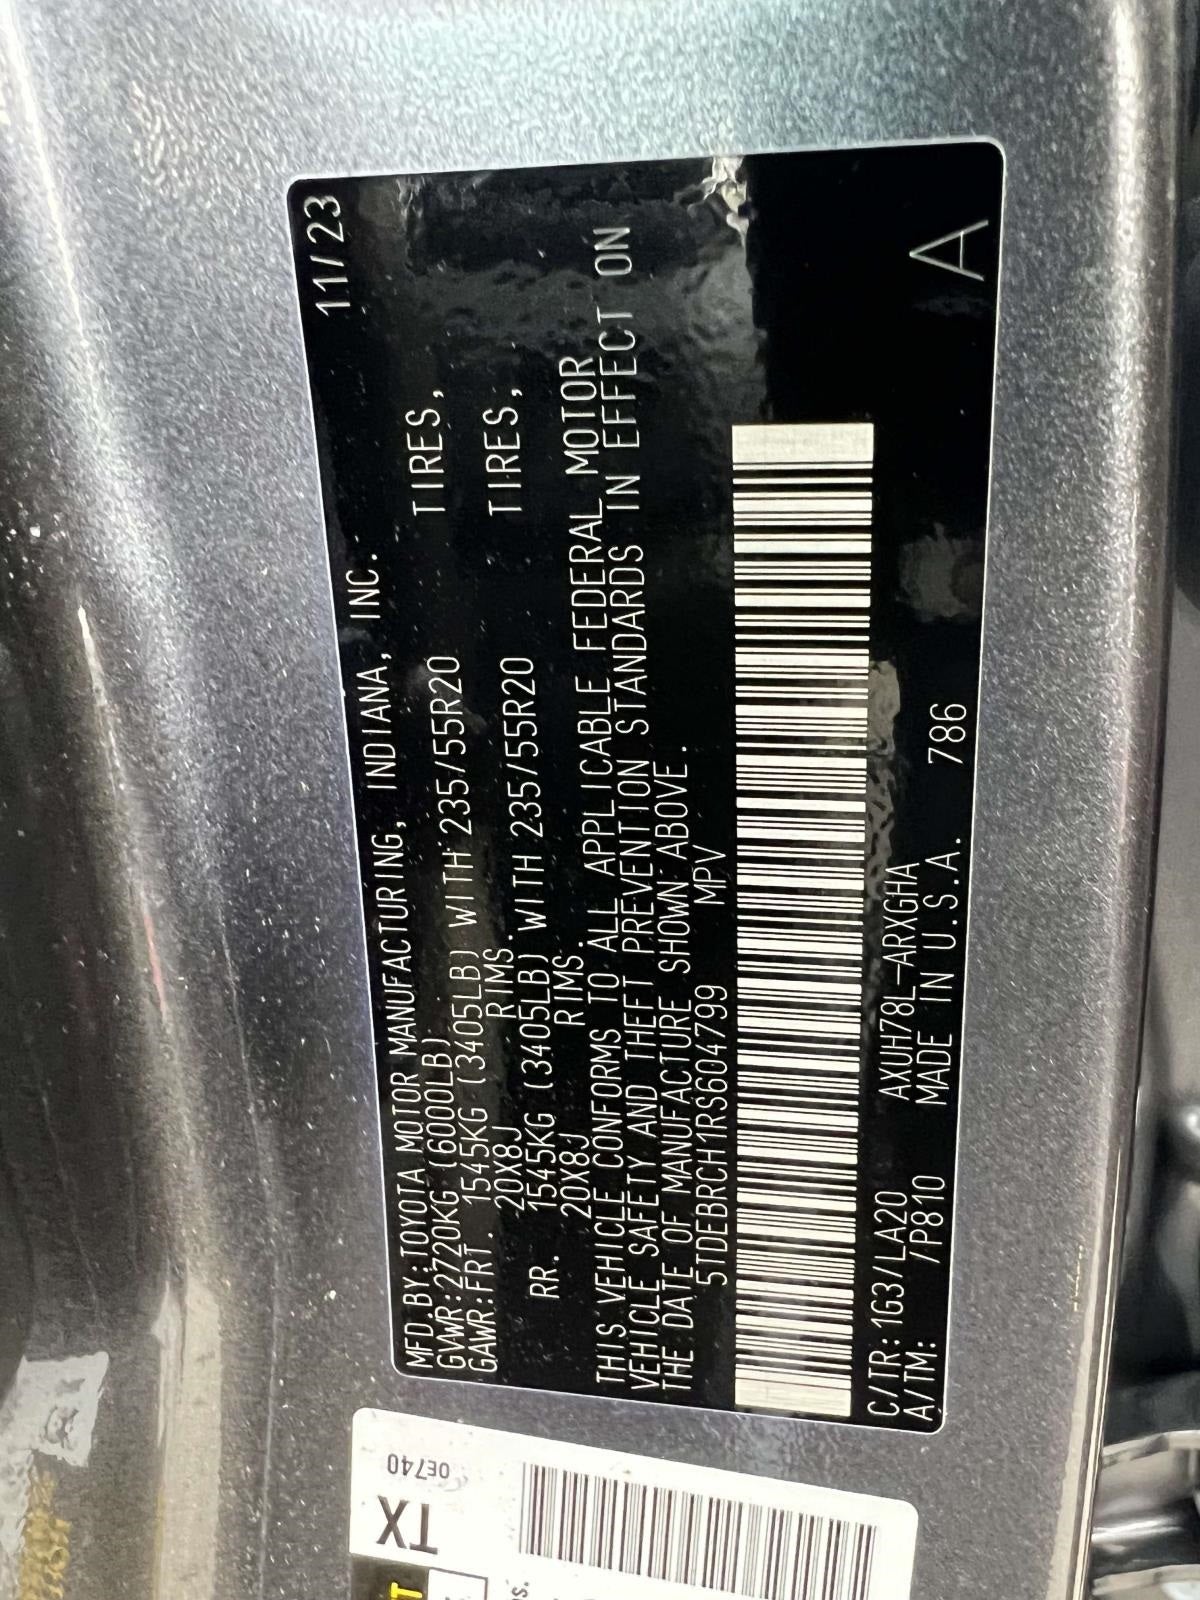 MFD.BY:TOYOTA MOTOR MANUFACTURING, INDIANA, INC. 11/23
GVWR:2720KG(6000LB)
GAWR:FRT. 1545KG (3405LB) WITH 235/55R20 TIRES,
20X8J RIMS.
RR. 1545KG (3405LB) WITH 235/55R20 TIRES,
20X8J RIMS.
THIS VEHICLE CONFORMS TO ALL APPLICABLE FEDERAL MOTOR
VEHICLE SAFETY AND THEFT PREVENTION STANDARDS IN EFFECT ON
THE DATE OF MANUFACTURE SHOWN ABOVE.
5TDEBRCH1RS604799 MPV
C/TR: 1G3/LA20 AXUH78L-ARXGHA
A/TM: /P810 MADE IN U.S.A. 786
A
0E740
TX